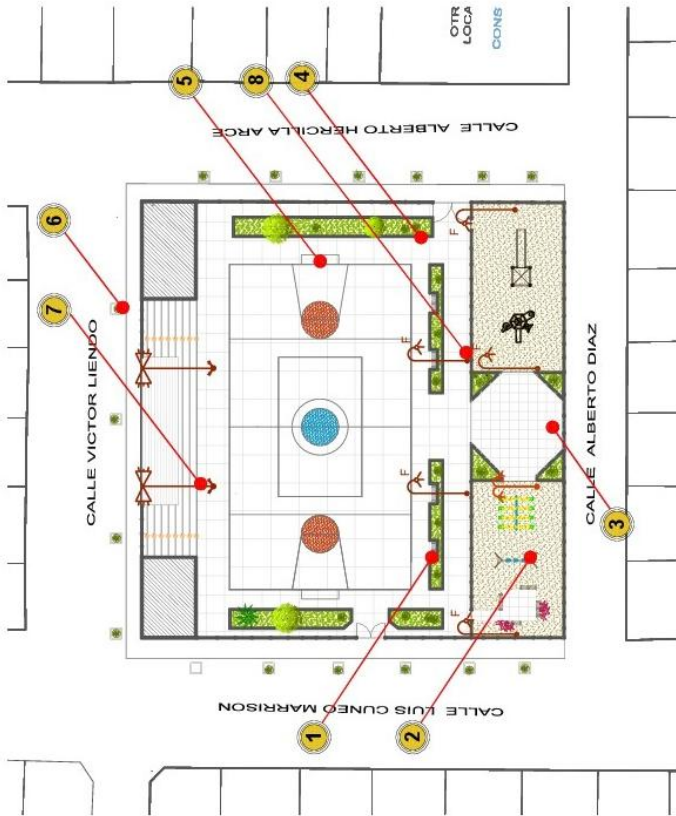 OTR
LOCA
CONS
5
8
4
CALLE ALBERTO HERCILLA ARCE
6
7
CALLE VICTOR LIENDO
F
F
F
F
F
CALLE ALBERTO DIAZ
3
1
2
CALLE LUIS CUNEO MARRISON